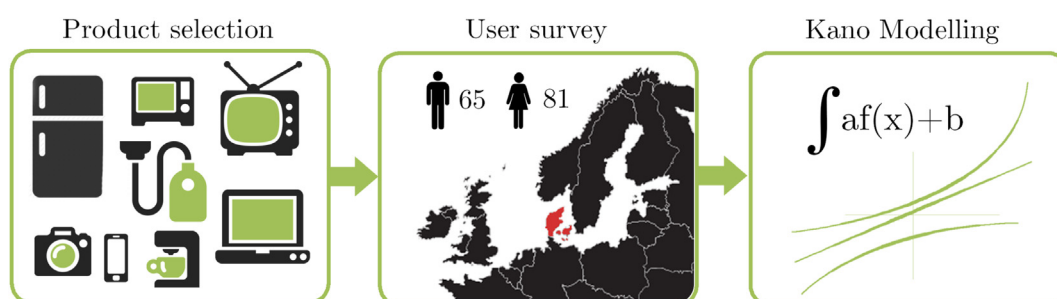 Product selection
User survey
Kano Modelling
65 81
∫ af(x)+b